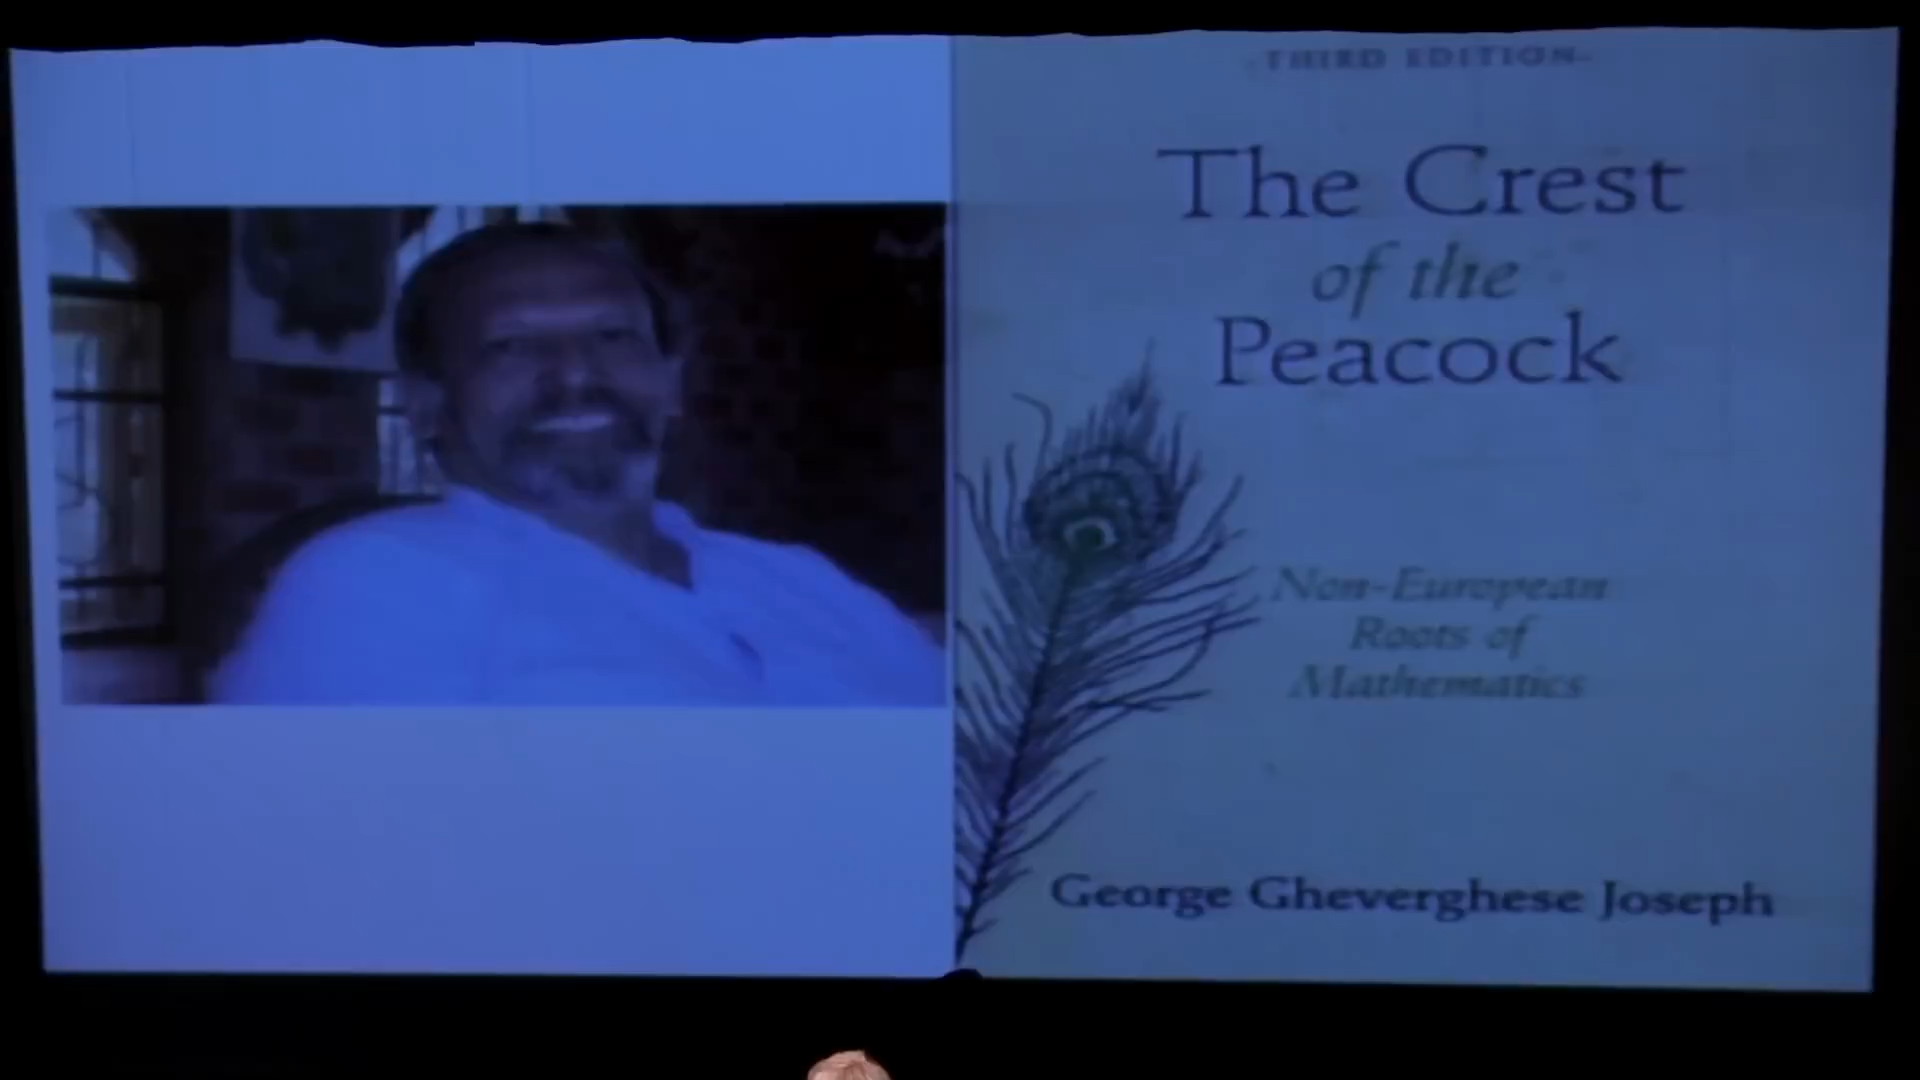 -THIRD EDITION-
The Crest
of the
Peacock
Non-European
Roots of
Mathematics
George Gheverghese Joseph